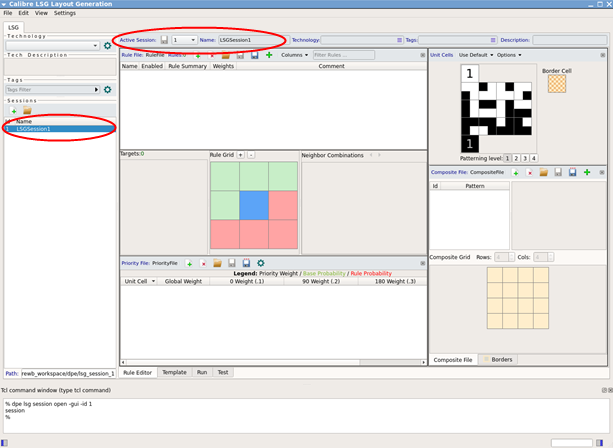 Calibre LSG Layout Generation
File Edit View Settings
LSG
Technology
Tech Description
Tags
Tags Filter
Sessions
Id Name
1 LSGSession1
Path: rewb_workspace/dpe/lsg_session_1
Active Session: 1 Name: LSGSession1 Technology: Tags: Description:
Rule File: RuleFile Rules:0 Columns Filter Rules ...
Name Enabled Rule Summary Weights Comment
Targets:0
Rule Grid + -
Neighbor Combinations
Priority File: PriorityFile
Legend: Priority Weight / Base Probability / Rule Probability
Unit Cell Global Weight 0 Weight (.1) 90 Weight (.2) 180 Weight (.3)
Rule Editor Template Run Test
Unit Cells Use Default Options
1
1
Border Cell
Patterning level: 1 2 3 4
Composite File: CompositeFile
Id Pattern
Composite Grid Rows: 4 Cols: 4
Composite File Borders
Tcl command window (type tcl command)
% dpe lsg session open -gui -id 1
session
%